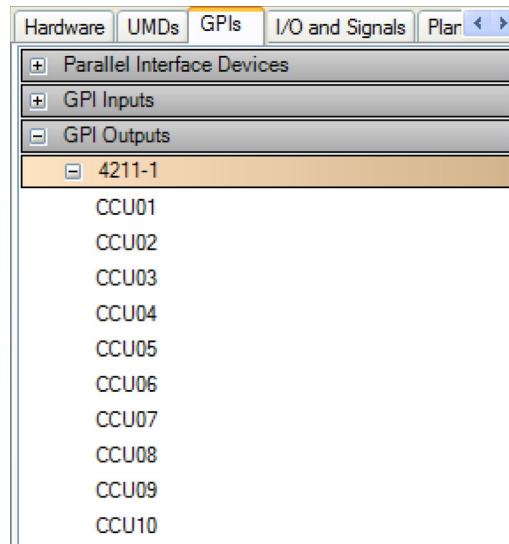 Hardware UMDs GPIs I/O and Signals Plan
Parallel Interface Devices
GPI Inputs
GPI Outputs
4211-1
CCU01
CCU02
CCU03
CCU04
CCU05
CCU06
CCU07
CCU08
CCU09
CCU10